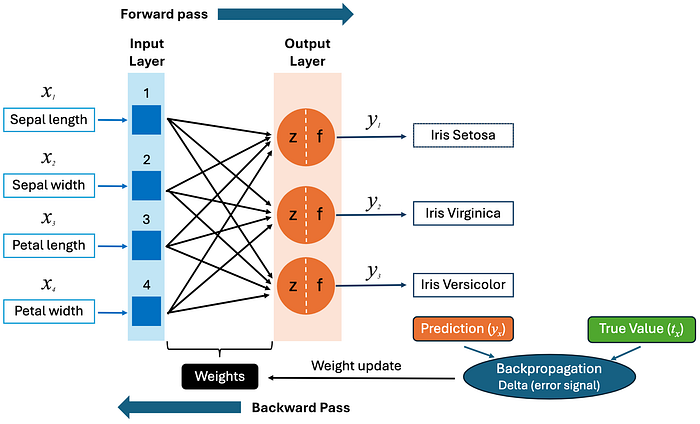 Forward pass
Input
Layer
Output
Layer
x₁
Sepal length
1
z f
y₁
Iris Setosa
x₂
Sepal width
2
z f
y₂
Iris Virginica
x₃
Petal length
3
z f
y₃
Iris Versicolor
x₄
Petal width
4
Prediction (yₓ)
True Value (tₓ)
Weights
Weight update
Backpropagation
Delta (error signal)
Backward Pass